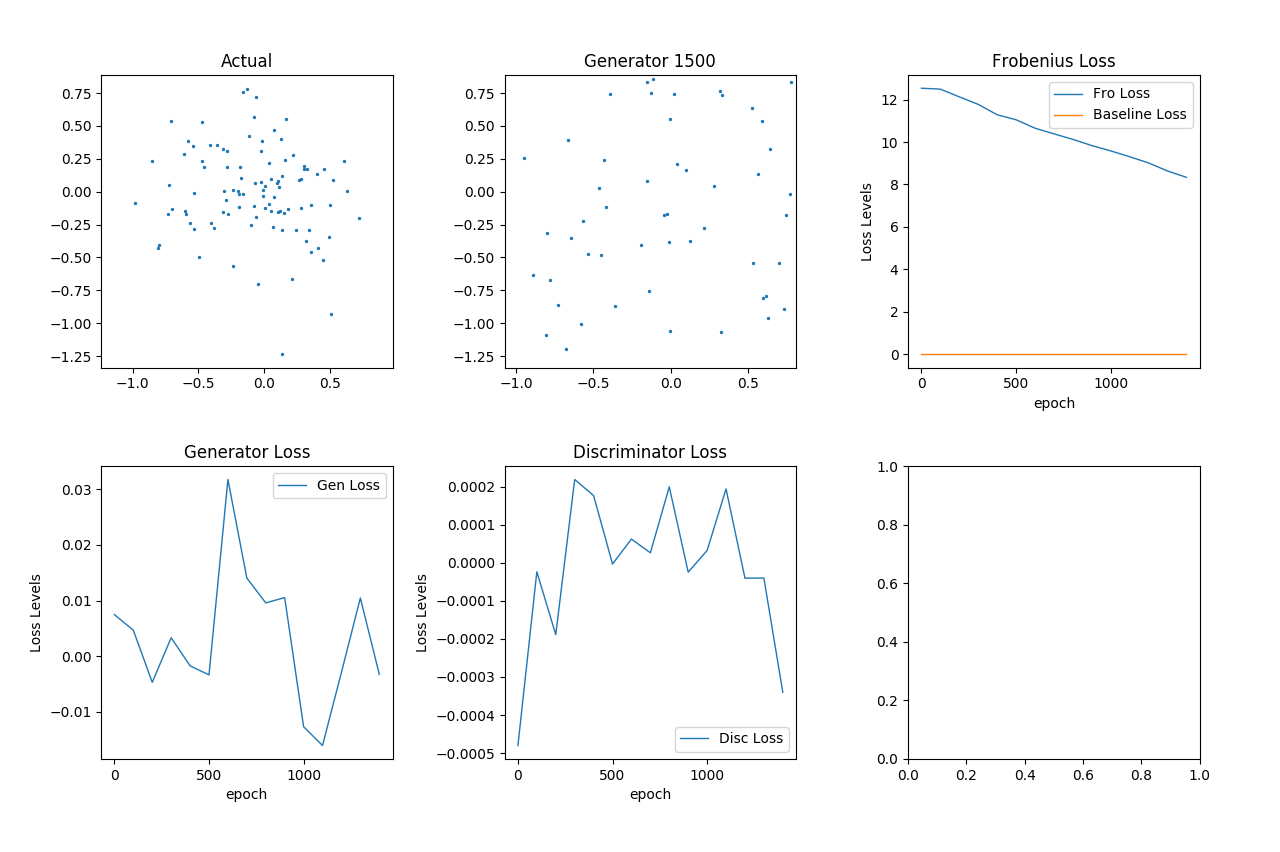 Actual
0.75
0.50
0.25
0.00
−0.25
−0.50
−0.75
−1.00
−1.25
−1.0 −0.5 0.0 0.5
Generator 1500
0.75
0.50
0.25
0.00
−0.25
−0.50
−0.75
−1.00
−1.25
−1.0 −0.5 0.0 0.5
Frobenius Loss
Fro Loss
Baseline Loss
Loss Levels
12
10
8
6
4
2
0
0 500 1000
epoch
Generator Loss
Gen Loss
Loss Levels
0.03
0.02
0.01
0.00
−0.01
0 500 1000
epoch
Discriminator Loss
Loss Levels
0.0002
0.0001
0.0000
−0.0001
−0.0002
−0.0003
−0.0004
−0.0005
Disc Loss
0 500 1000
epoch
1.0
0.8
0.6
0.4
0.2
0.0
0.0 0.2 0.4 0.6 0.8 1.0